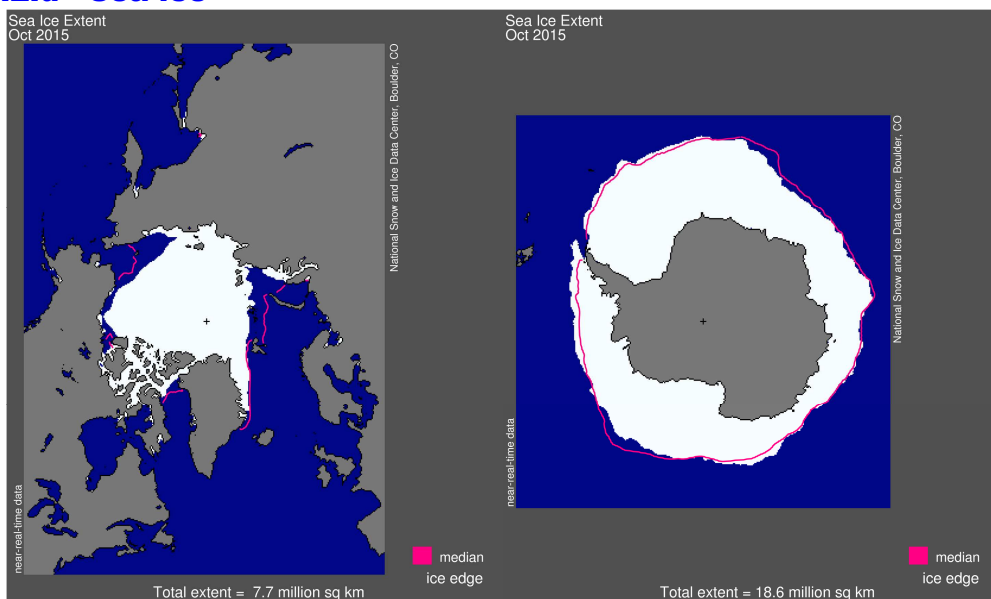 Sea Ice Extent
Oct 2015
National Snow and Ice Data Center, Boulder, CO
near-real-time data
median
ice edge
Total extent = 7.7 million sq km
Sea Ice Extent
Oct 2015
National Snow and Ice Data Center, Boulder, CO
near-real-time data
median
ice edge
Total extent = 18.6 million sq km